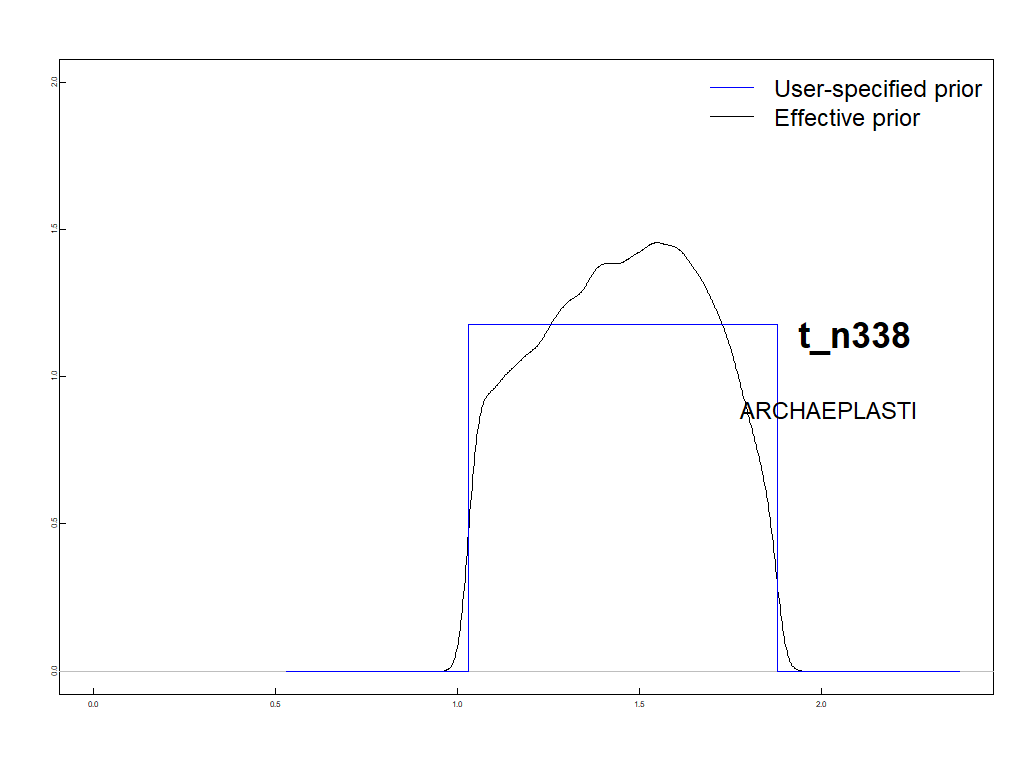 User-specified prior
Effective prior
2.0
1.5
1.0
0.5
0.0
t_n338
ARCHAEPLASTI
0.0 0.5 1.0 1.5 2.0